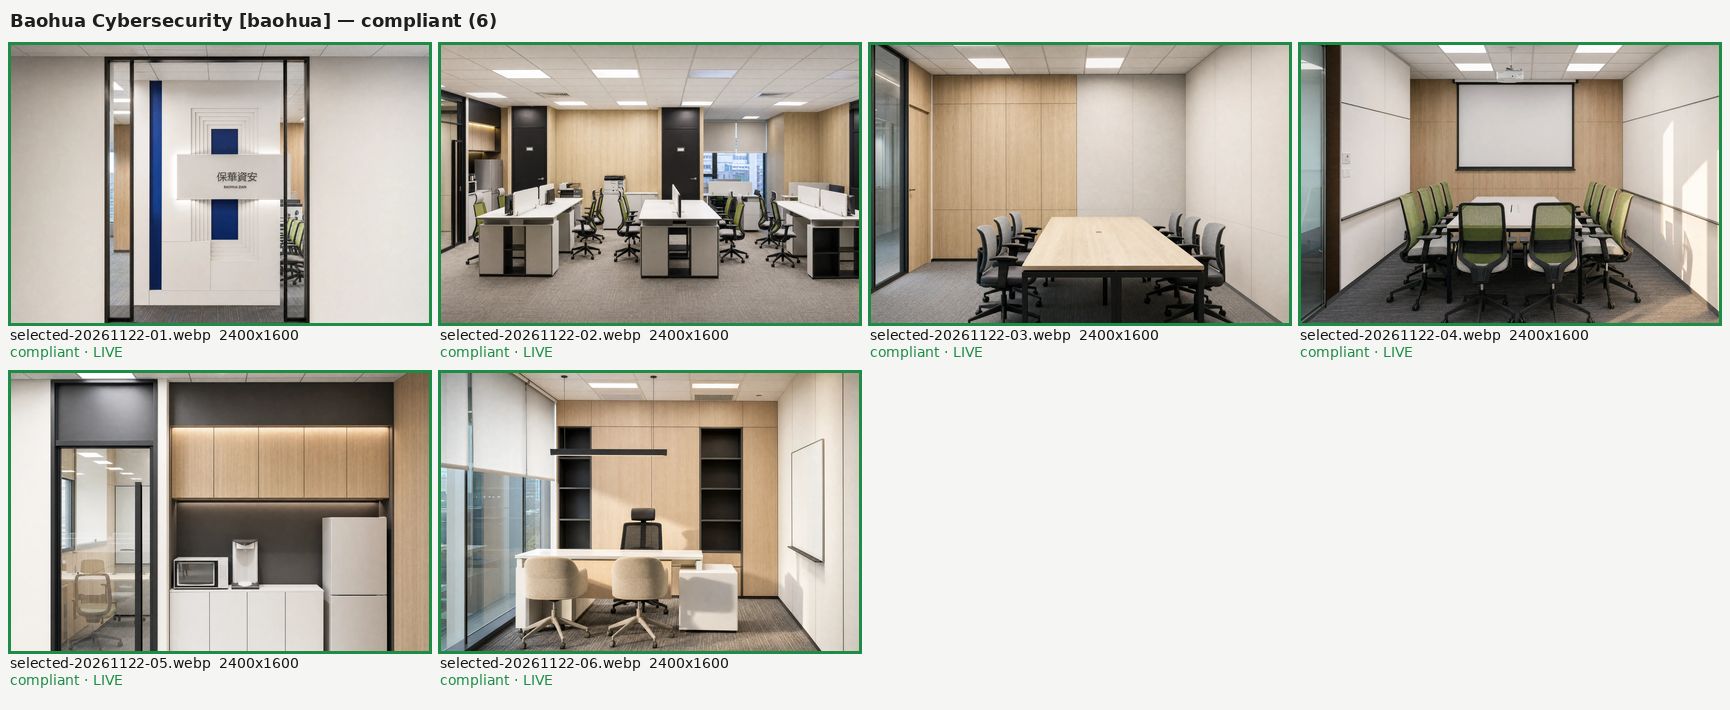 Baohua Cybersecurity [baohua] — compliant (6)
保華資安
selected-20261122-01.webp 2400x1600
compliant · LIVE
selected-20261122-02.webp 2400x1600
compliant · LIVE
selected-20261122-03.webp 2400x1600
compliant · LIVE
selected-20261122-04.webp 2400x1600
compliant · LIVE
selected-20261122-05.webp 2400x1600
compliant · LIVE
selected-20261122-06.webp 2400x1600
compliant · LIVE